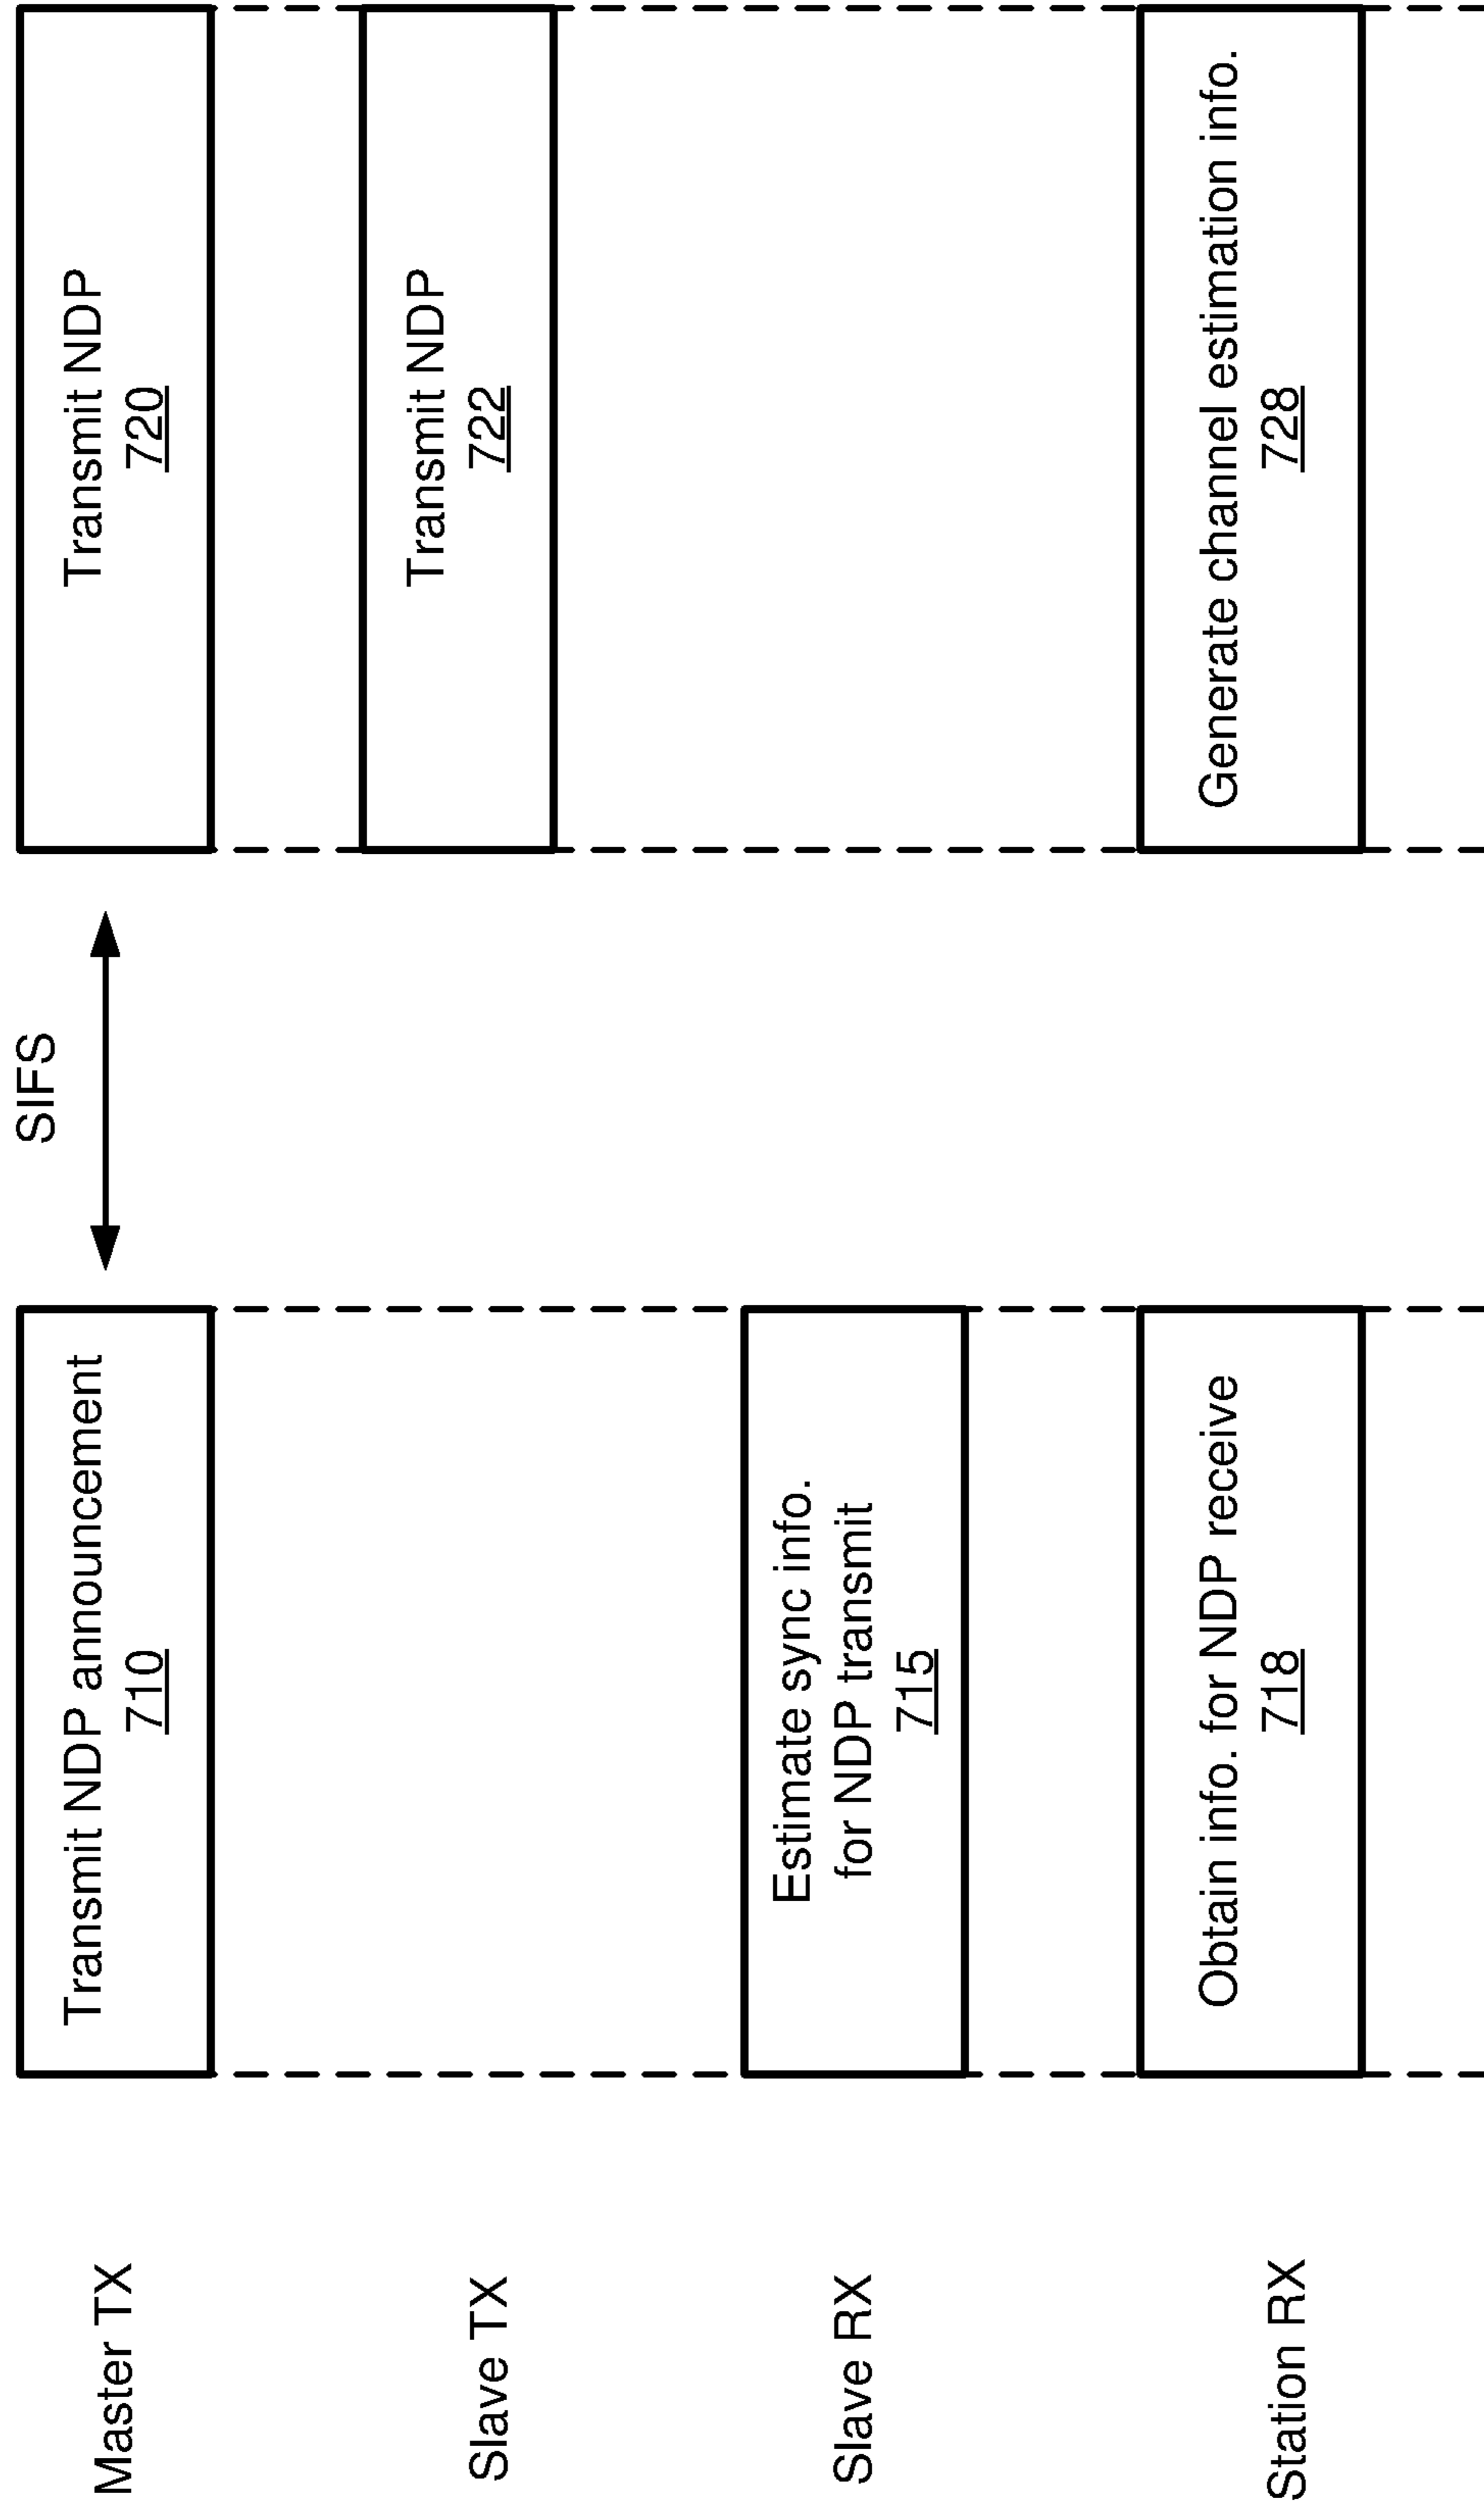 SIFS
Master TX
Transmit NDP announcement
710
Transmit NDP
720
Slave TX
Transmit NDP
722
Slave RX
Estimate sync info.
for NDP transmit
715
Station RX
Obtain info. for NDP receive
718
Generate channel estimation info.
728